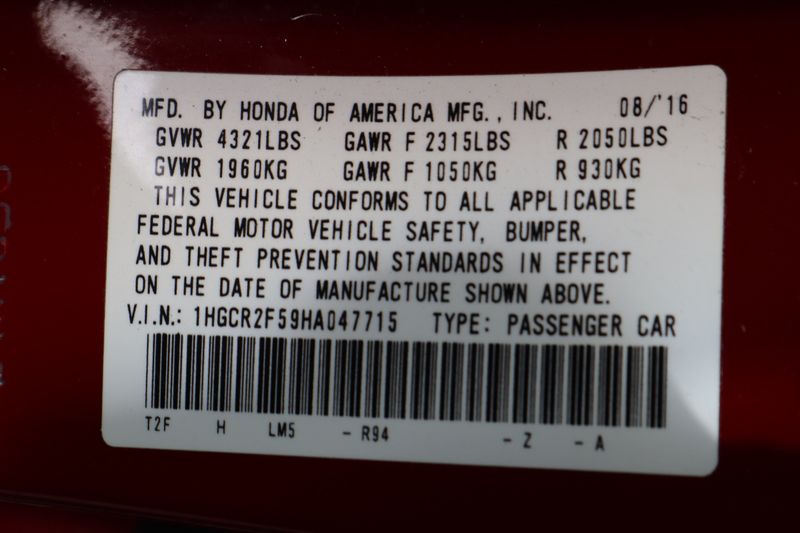 MFD. BY HONDA OF AMERICA MFG., INC. 08/'16
GVWR 4321LBS GAWR F 2315LBS R 2050LBS
GVWR 1960KG GAWR F 1050KG R 930KG
THIS VEHICLE CONFORMS TO ALL APPLICABLE
FEDERAL MOTOR VEHICLE SAFETY, BUMPER,
AND THEFT PREVENTION STANDARDS IN EFFECT
ON THE DATE OF MANUFACTURE SHOWN ABOVE.
V.I.N.: 1HGCR2F59HA047715 TYPE: PASSENGER CAR
T2F H LM5 - R94 - Z - A